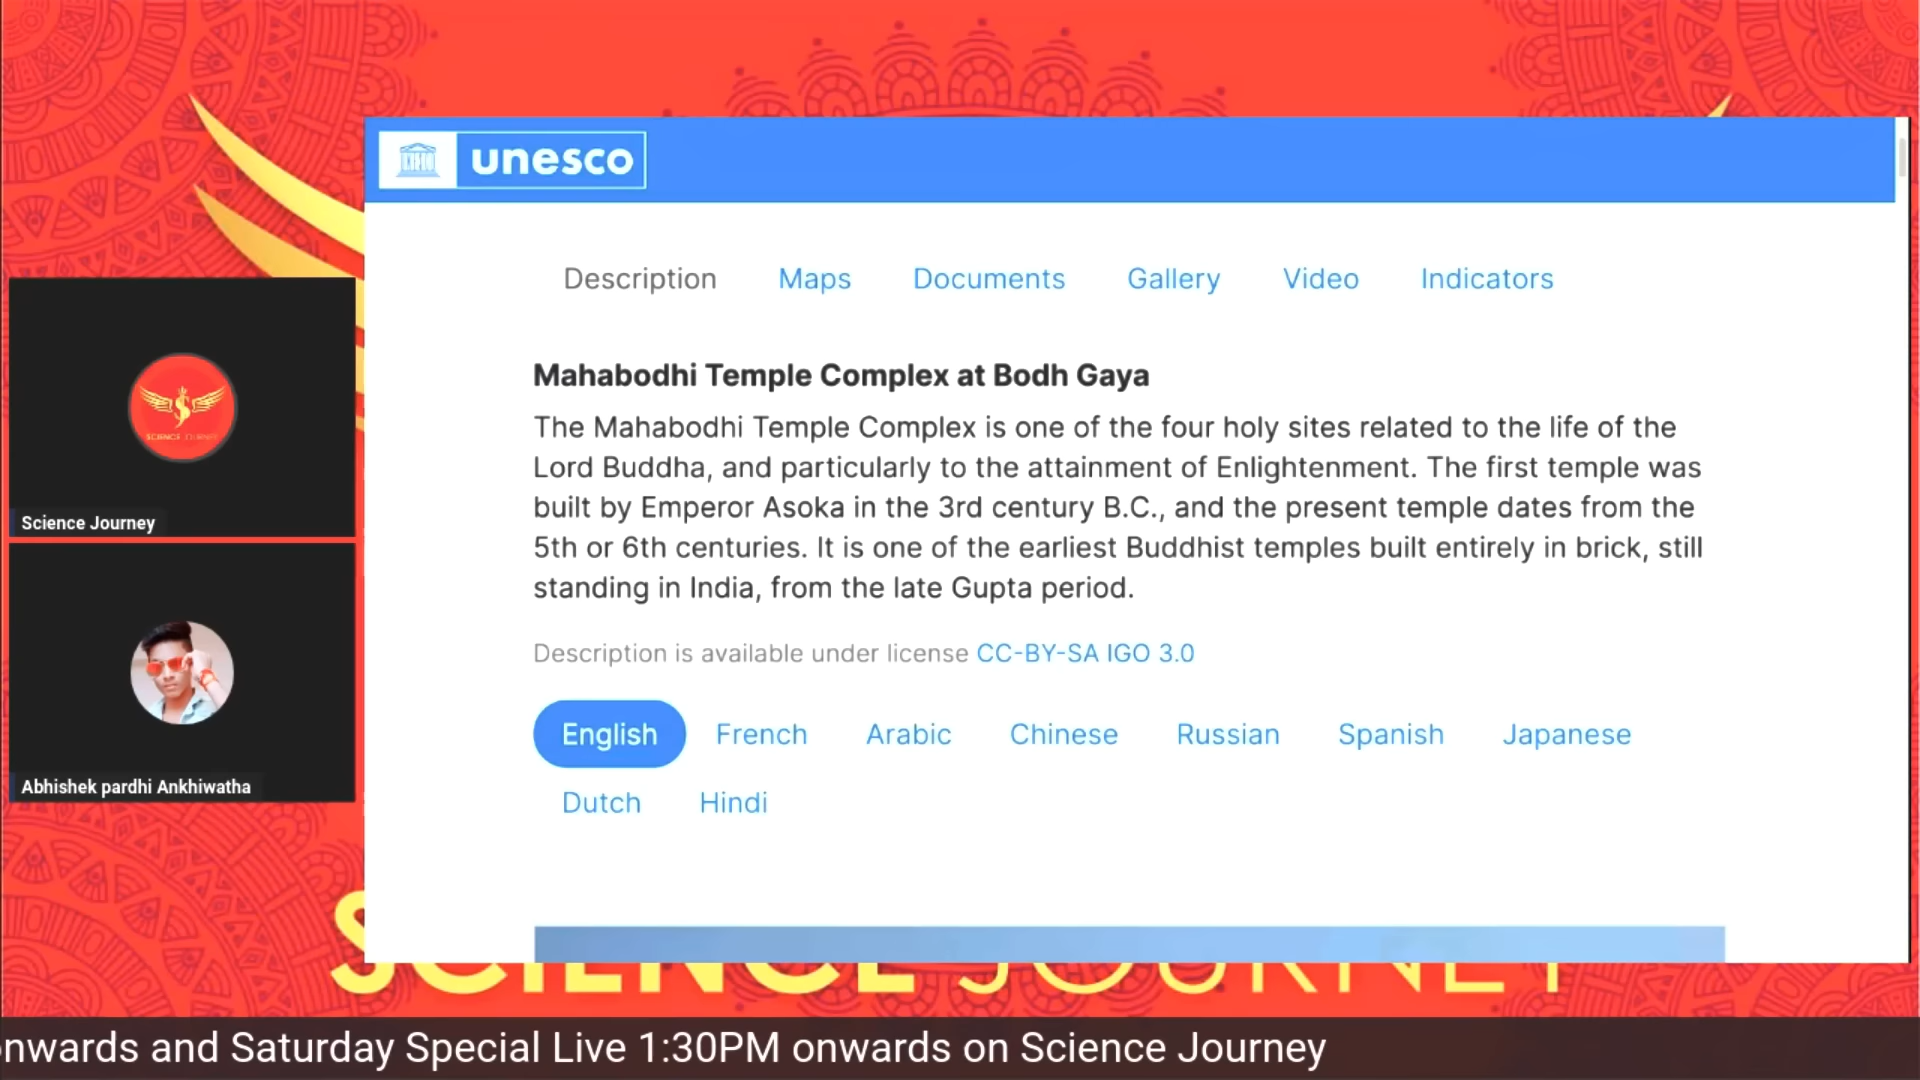 unesco
Description Maps Documents Gallery Video Indicators
Mahabodhi Temple Complex at Bodh Gaya
The Mahabodhi Temple Complex is one of the four holy sites related to the life of the
Lord Buddha, and particularly to the attainment of Enlightenment. The first temple was
built by Emperor Asoka in the 3rd century B.C., and the present temple dates from the
5th or 6th centuries. It is one of the earliest Buddhist temples built entirely in brick, still
standing in India, from the late Gupta period.
Description is available under license CC-BY-SA IGO 3.0
English French Arabic Chinese Russian Spanish Japanese
Dutch Hindi
SCIENCE JOURNEY
Science Journey
Abhishek pardhi Ankhiwatha
SCIENCE JOURNEY
onwards and Saturday Special Live 1:30PM onwards on Science Journey